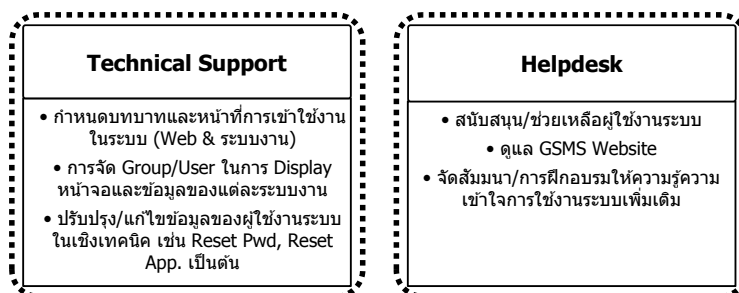 Technical Support
• กำหนดบทบาทและหน้าที่การเข้าใช้งาน
ในระบบ (Web & ระบบงาน)
• การจัด Group/User ในการ Display
หน้าจอและข้อมูลของแต่ละระบบงาน
• ปรับปรุง/แก้ไขข้อมูลของผู้ใช้งานระบบ
ในเชิงเทคนิค เช่น Reset Pwd, Reset
App. เป็นต้น
Helpdesk
• สนับสนุน/ช่วยเหลือผู้ใช้งานระบบ
• ดูแล GSMS Website
• จัดสัมมนา/การฝึกอบรมให้ความรู้ความ
เข้าใจการใช้งานระบบเพิ่มเติม